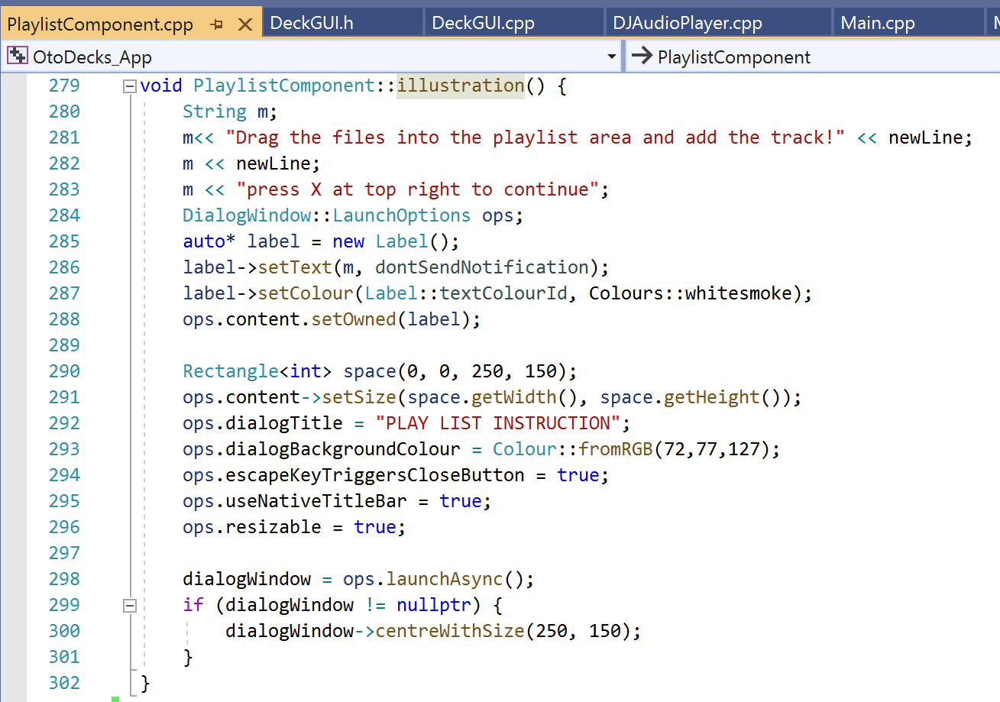 PlaylistComponent.cpp DeckGUI.h DeckGUI.cpp DJAudioPlayer.cpp Main.cpp
OtoDecks_App PlaylistComponent
279 void PlaylistComponent::illustration() {
280 String m;
281 m<< "Drag the files into the playlist area and add the track!" << newLine;
282 m << newLine;
283 m << "press X at top right to continue";
284 DialogWindow::LaunchOptions ops;
285 auto* label = new Label();
286 label->setText(m, dontSendNotification);
287 label->setColour(Label::textColourId, Colours::whitesmoke);
288 ops.content.setOwned(label);
289
290 Rectangle<int> space(0, 0, 250, 150);
291 ops.content->setSize(space.getWidth(), space.getHeight());
292 ops.dialogTitle = "PLAY LIST INSTRUCTION";
293 ops.dialogBackgroundColour = Colour::fromRGB(72,77,127);
294 ops.escapeKeyTriggersCloseButton = true;
295 ops.useNativeTitleBar = true;
296 ops.resizable = true;
297
298 dialogWindow = ops.launchAsync();
299 if (dialogWindow != nullptr) {
300 dialogWindow->centreWithSize(250, 150);
301 }
302 }